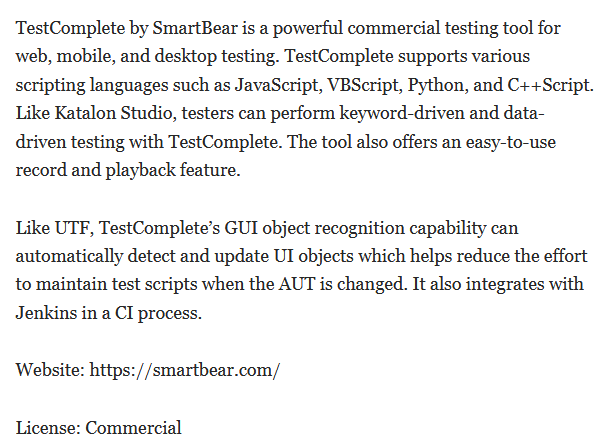 TestComplete by SmartBear is a powerful commercial testing tool for
web, mobile, and desktop testing. TestComplete supports various
scripting languages such as JavaScript, VBScript, Python, and C++Script.
Like Katalon Studio, testers can perform keyword-driven and data-
driven testing with TestComplete. The tool also offers an easy-to-use
record and playback feature.
Like UTF, TestComplete’s GUI object recognition capability can
automatically detect and update UI objects which helps reduce the effort
to maintain test scripts when the AUT is changed. It also integrates with
Jenkins in a CI process.
Website: https://smartbear.com/
License: Commercial